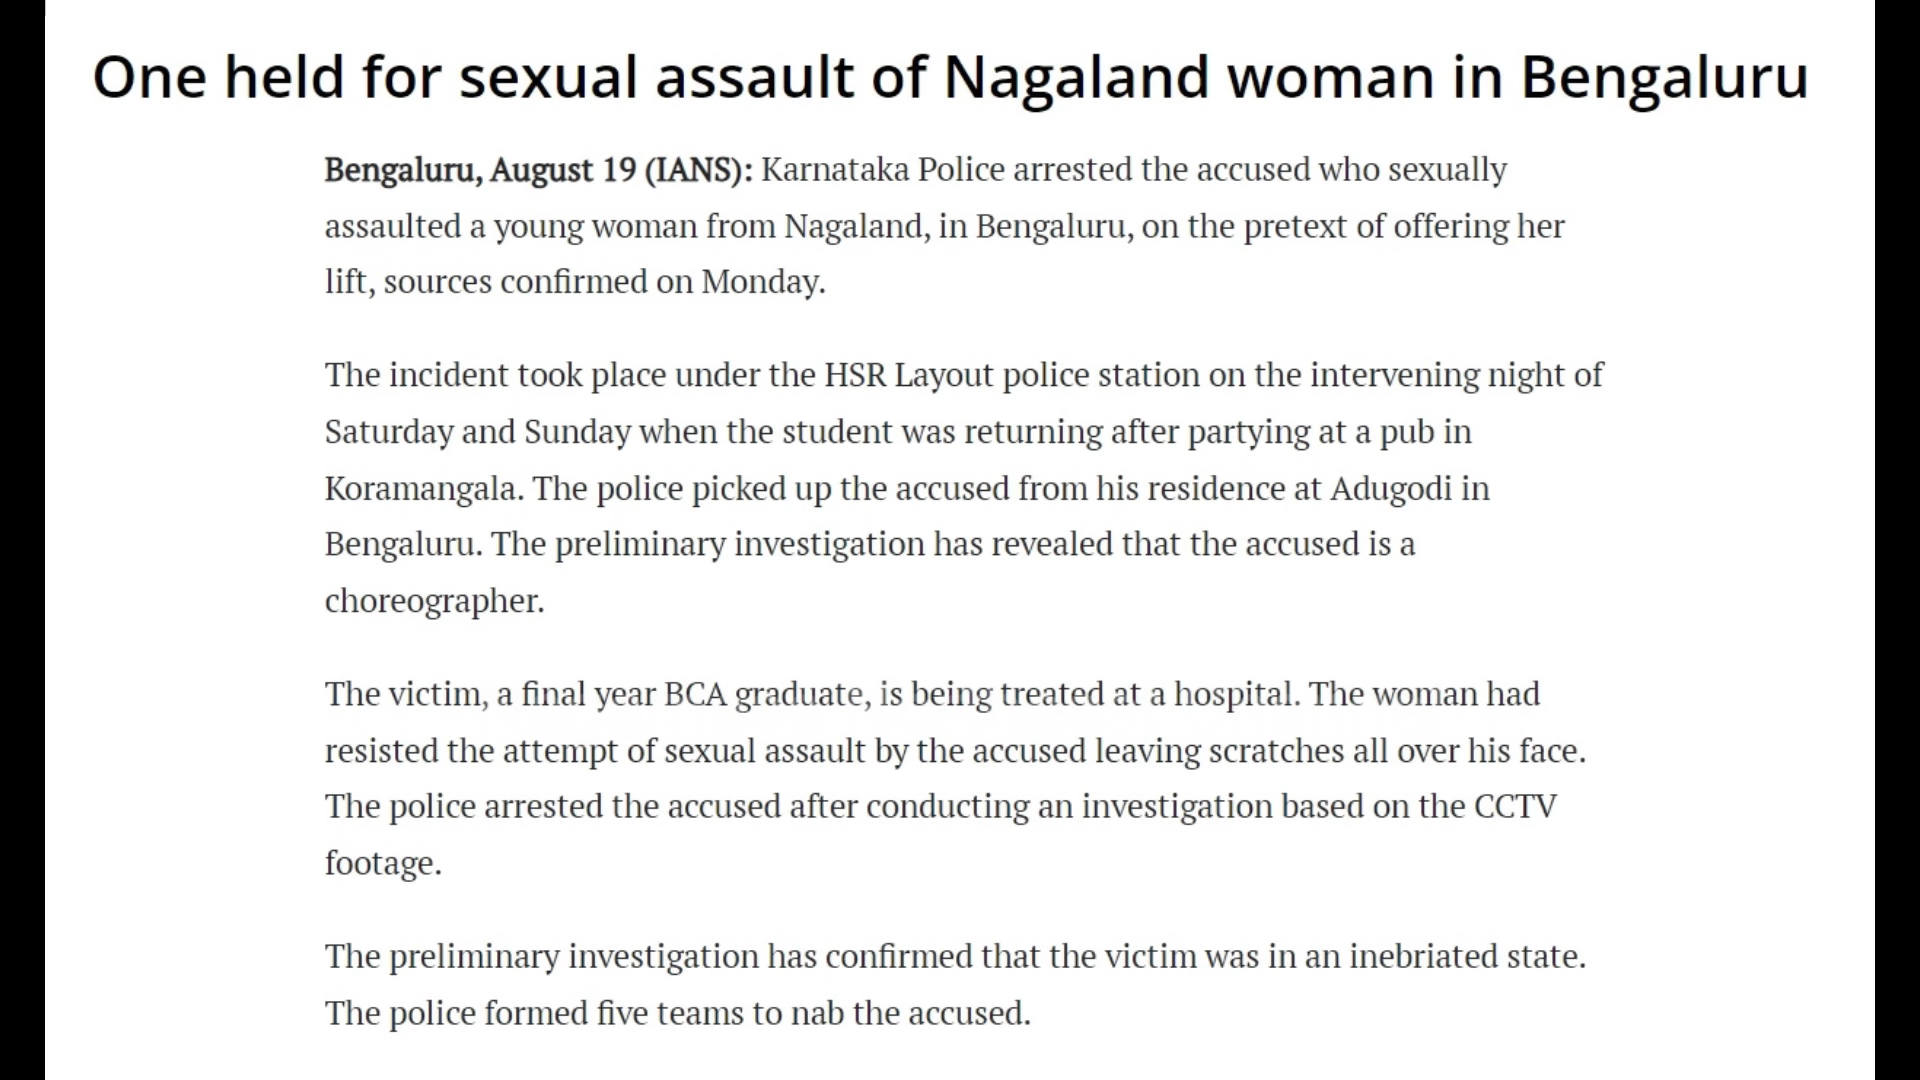 One held for sexual assault of Nagaland woman in Bengaluru
Bengaluru, August 19 (IANS): Karnataka Police arrested the accused who sexually
assaulted a young woman from Nagaland, in Bengaluru, on the pretext of offering her
lift, sources confirmed on Monday.
The incident took place under the HSR Layout police station on the intervening night of
Saturday and Sunday when the student was returning after partying at a pub in
Koramangala. The police picked up the accused from his residence at Adugodi in
Bengaluru. The preliminary investigation has revealed that the accused is a
choreographer.
The victim, a final year BCA graduate, is being treated at a hospital. The woman had
resisted the attempt of sexual assault by the accused leaving scratches all over his face.
The police arrested the accused after conducting an investigation based on the CCTV
footage.
The preliminary investigation has confirmed that the victim was in an inebriated state.
The police formed five teams to nab the accused.